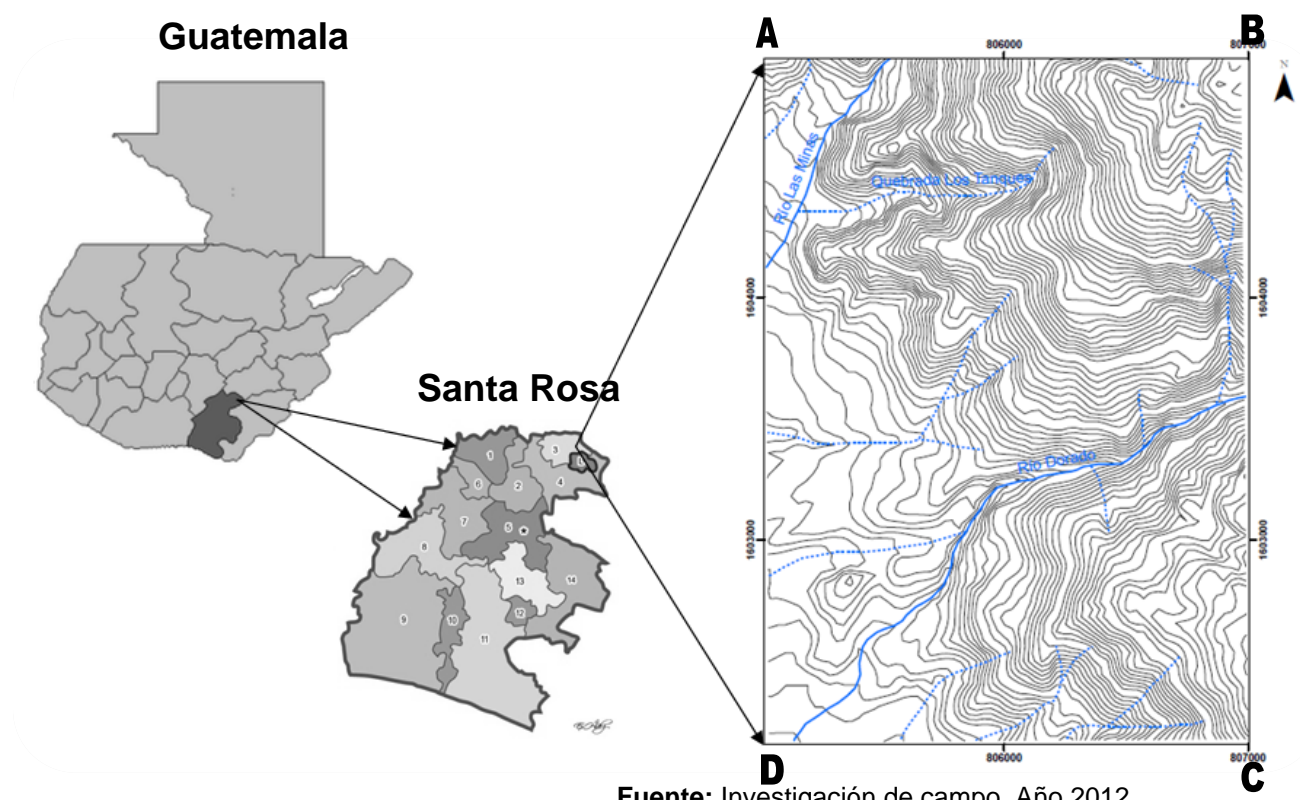 Guatemala
Santa Rosa
1
2
3
4
5
6
7
8
9
10
11
12
13
14
A
B
806000
807000
N
Río Las Minas
Quebrada Los Tanques
1604000
1604000
Río Dorado
1603000
1603000
806000
807000
D
C
Fuente: Investigación de campo. Año 2012